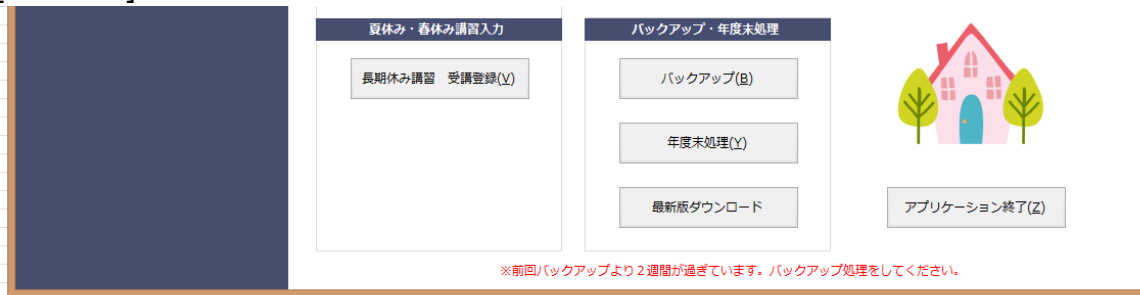 夏休み・春休み講習入力
長期休み講習　受講登録(V)
バックアップ・年度末処理
バックアップ(B)
年度末処理(Y)
最新版ダウンロード
アプリケーション終了(Z)
※前回バックアップより２週間が過ぎています。バックアップ処理をしてください。